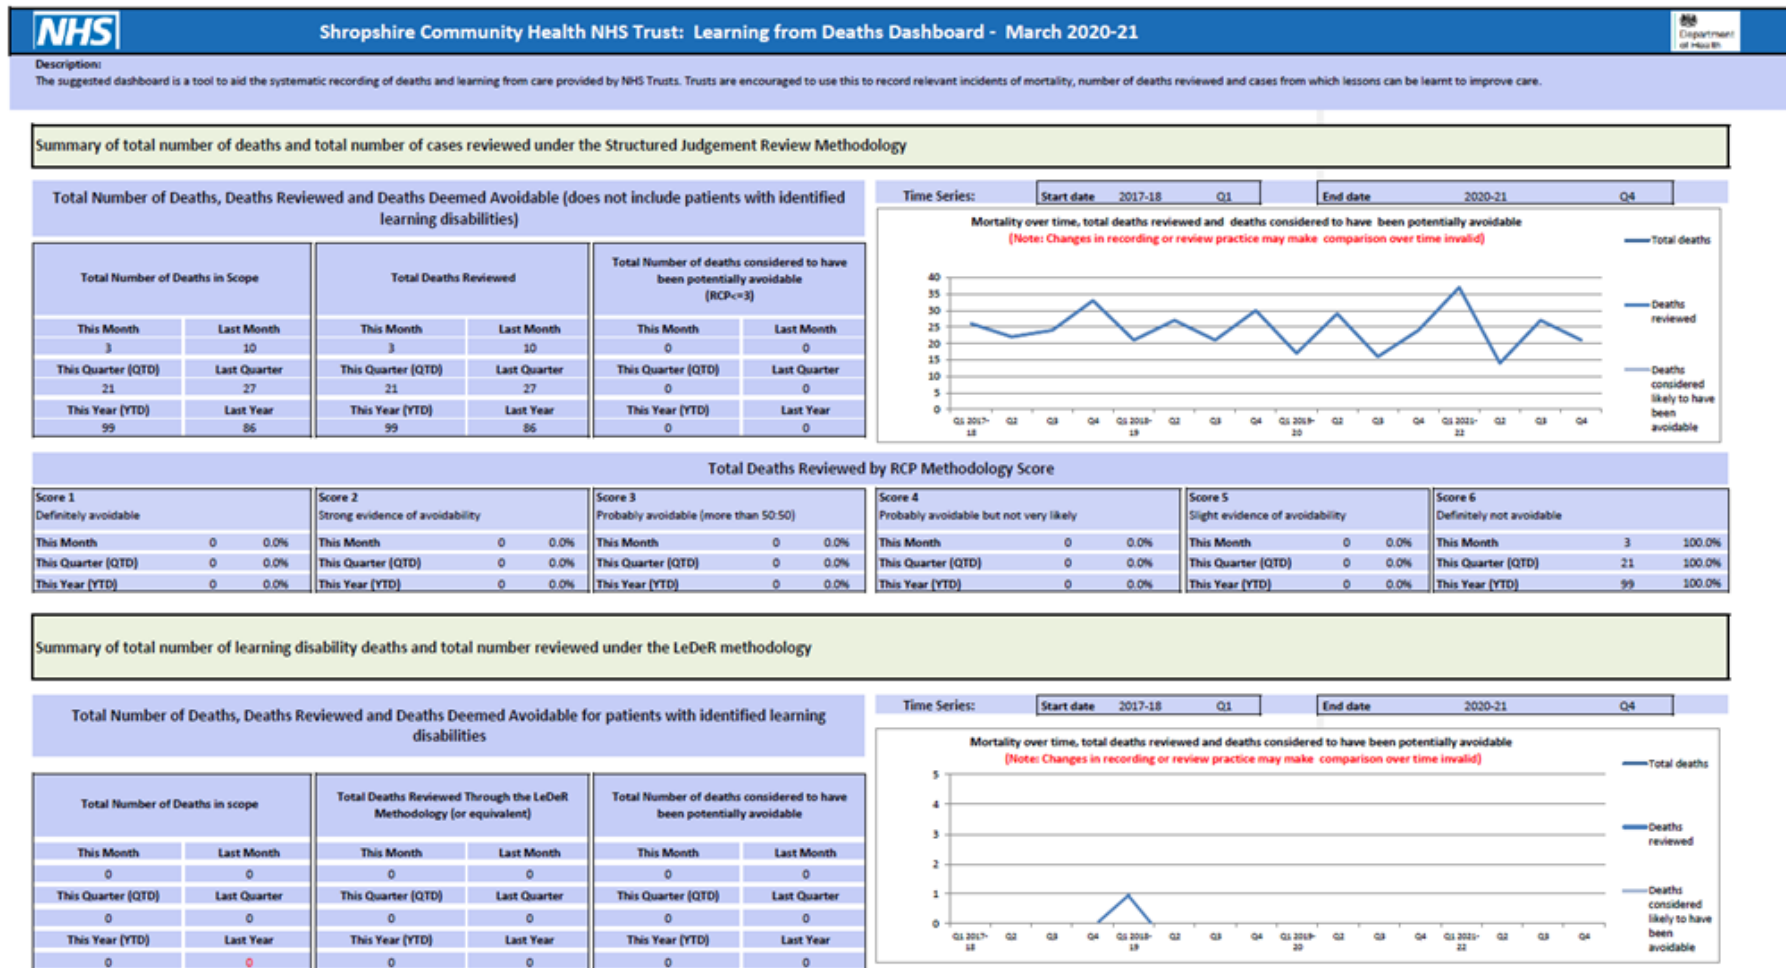 NHS
Shropshire Community Health NHS Trust: Learning from Deaths Dashboard - March 2020-21
Department
of Health
Description:
The suggested dashboard is a tool to aid the systematic recording of deaths and learning from care provided by NHS Trusts. Trusts are encouraged to use this to record relevant incidents of mortality, number of deaths reviewed and cases from which lessons can be learnt to improve care.
Summary of total number of deaths and total number of cases reviewed under the Structured Judgement Review Methodology
Total Number of Deaths, Deaths Reviewed and Deaths Deemed Avoidable (does not include patients with identified
learning disabilities)
Total Number of Deaths in Scope
Total Deaths Reviewed
Total Number of deaths considered to have
been potentially avoidable
(RCP<=3)
This Month Last Month This Month Last Month This Month Last Month
3 10 3 10 0 0
This Quarter (QTD) Last Quarter This Quarter (QTD) Last Quarter This Quarter (QTD) Last Quarter
21 27 21 27 0 0
This Year (YTD) Last Year This Year (YTD) Last Year This Year (YTD) Last Year
99 86 99 86 0 0
Time Series: Start date 2017-18 Q1 End date 2020-21 Q4
Mortality over time, total deaths reviewed and deaths considered to have been potentially avoidable
(Note: Changes in recording or review practice may make comparison over time invalid)
40
35
30
25
20
15
10
5
0
Q1 2017-18 Q2 Q3 Q4 Q1 2018-19 Q2 Q3 Q4 Q1 2019-20 Q2 Q3 Q4 Q1 2021-22 Q2 Q3 Q4
Total deaths
Deaths
reviewed
Deaths
considered
likely to have
been
avoidable
Total Deaths Reviewed by RCP Methodology Score
Score 1
Definitely avoidable
This Month 0 0.0%
This Quarter (QTD) 0 0.0%
This Year (YTD) 0 0.0%
Score 2
Strong evidence of avoidability
This Month 0 0.0%
This Quarter (QTD) 0 0.0%
This Year (YTD) 0 0.0%
Score 3
Probably avoidable (more than 50:50)
This Month 0 0.0%
This Quarter (QTD) 0 0.0%
This Year (YTD) 0 0.0%
Score 4
Probably avoidable but not very likely
This Month 0 0.0%
This Quarter (QTD) 0 0.0%
This Year (YTD) 0 0.0%
Score 5
Slight evidence of avoidability
This Month 0 0.0%
This Quarter (QTD) 0 0.0%
This Year (YTD) 0 0.0%
Score 6
Definitely not avoidable
This Month 3 100.0%
This Quarter (QTD) 21 100.0%
This Year (YTD) 99 100.0%
Summary of total number of learning disability deaths and total number reviewed under the LeDeR methodology
Total Number of Deaths, Deaths Reviewed and Deaths Deemed Avoidable for patients with identified learning
disabilities
Total Number of Deaths in scope
Total Deaths Reviewed Through the LeDeR
Methodology (or equivalent)
Total Number of deaths considered to have
been potentially avoidable
This Month Last Month This Month Last Month This Month Last Month
0 0 0 0 0 0
This Quarter (QTD) Last Quarter This Quarter (QTD) Last Quarter This Quarter (QTD) Last Quarter
0 0 0 0 0 0
This Year (YTD) Last Year This Year (YTD) Last Year This Year (YTD) Last Year
0 0 0 0 0 0
Time Series: Start date 2017-18 Q1 End date 2020-21 Q4
Mortality over time, total deaths reviewed and deaths considered to have been potentially avoidable
(Note: Changes in recording or review practice may make comparison over time invalid)
5
4
3
2
1
0
Q1 2017-18 Q2 Q3 Q4 Q1 2018-19 Q2 Q3 Q4 Q1 2019-20 Q2 Q3 Q4 Q1 2021-22 Q2 Q3 Q4
Total deaths
Deaths
reviewed
Deaths
considered
likely to have
been
avoidable